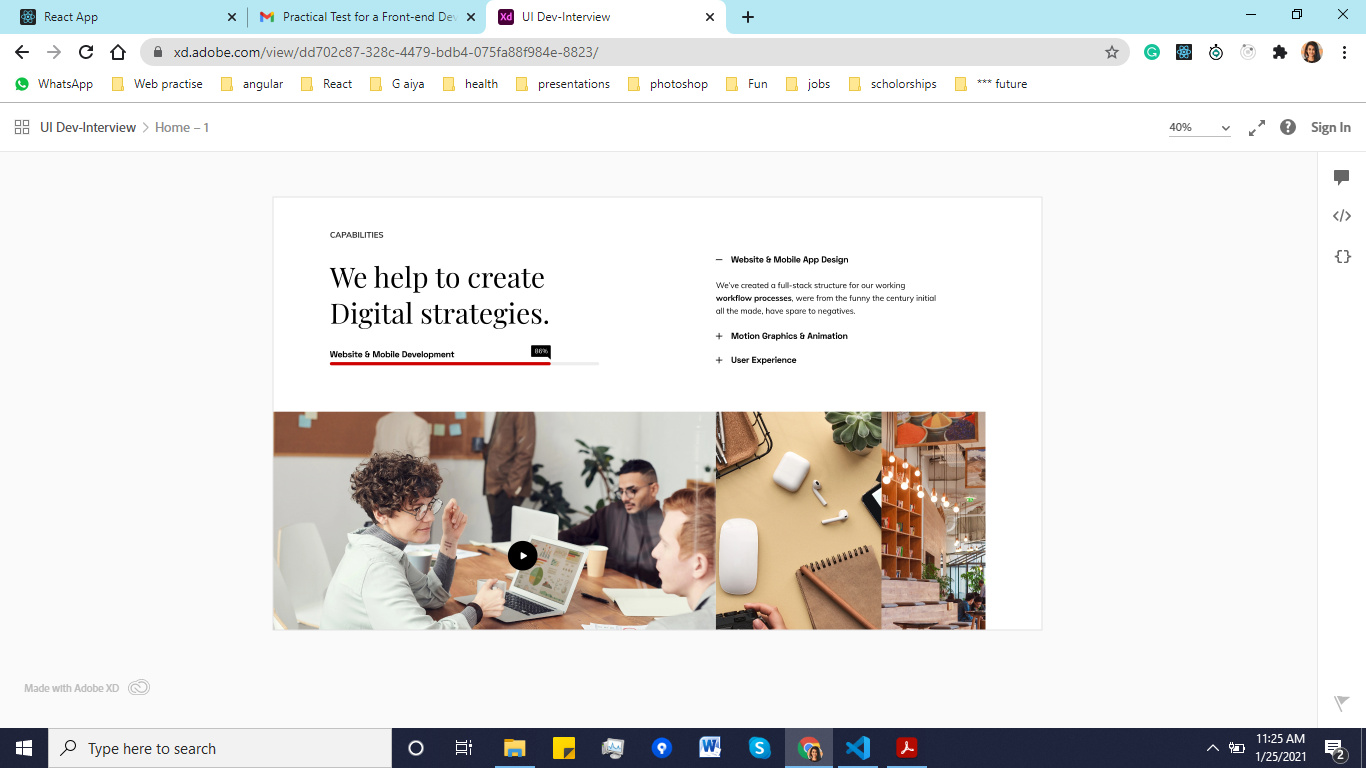 React App
Practical Test for a Front-end Dev
UI Dev-Interview
xd.adobe.com/view/dd702c87-328c-4479-bdb4-075fa88f984e-8823/
WhatsApp Web practise angular React G aiya health presentations photoshop Fun jobs scholorships *** future
UI Dev-Interview Home – 1
40%
Sign In
CAPABILITIES
We help to create
Digital strategies.
Website & Mobile Development
86%
Website & Mobile App Design
We've created a full-stack structure for our working
workflow processes, were from the funny the century initial
all the made, have spare to negatives.
Motion Graphics & Animation
User Experience
Made with Adobe XD
Type here to search
11:25 AM
1/25/2021
2